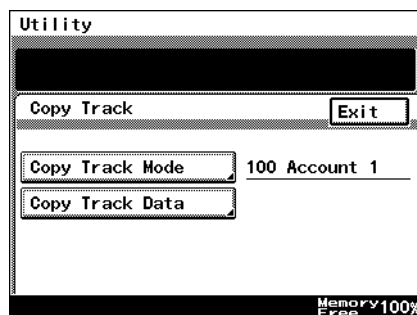 Utility
Copy Track
Exit
Copy Track Mode
100 Account 1
Copy Track Data
Memory
Free 100%